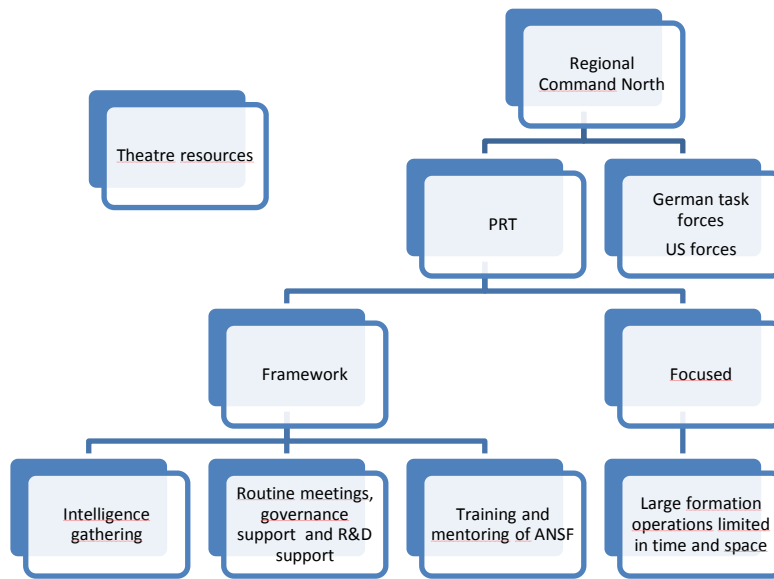 Regional
Command North
Theatre resources
PRT
German task
forces
US forces
Framework
Focused
Intelligence
gathering
Routine meetings,
governance
support and R&D
support
Training and
mentoring of ANSF
Large formation
operations limited
in time and space